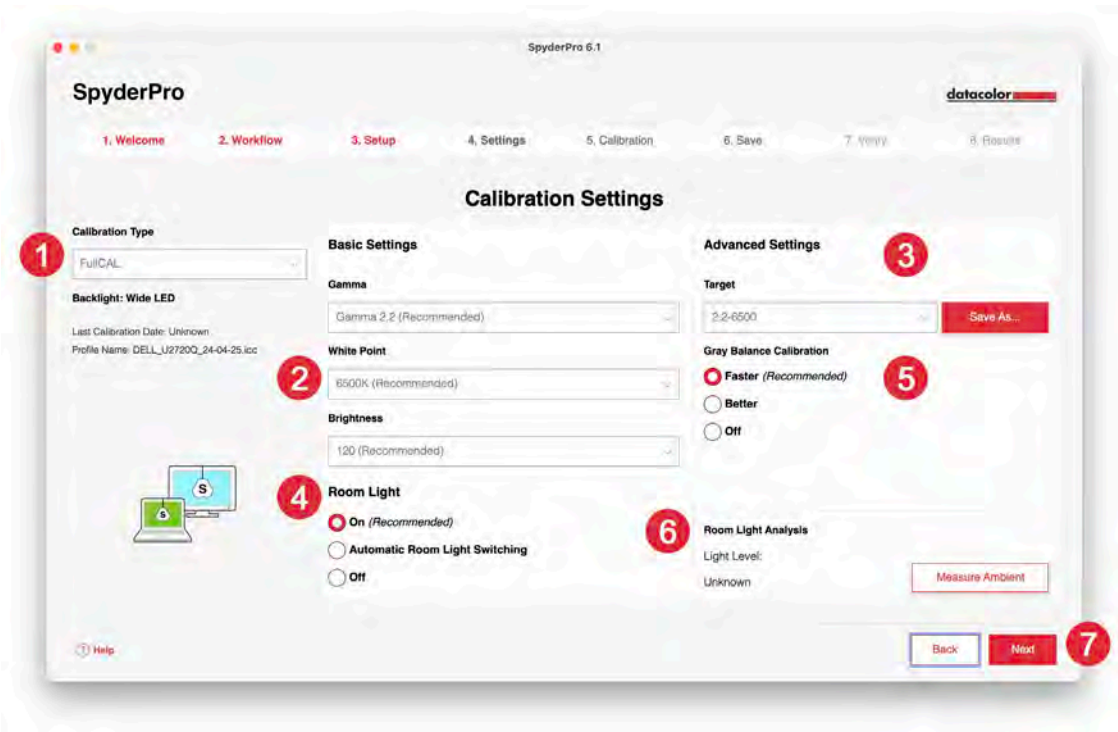 SpyderPro 6.1
SpyderPro
datacolor
1. Welcome 2. Workflow 3. Setup 4. Settings 5. Calibration 6. Save 7. Verify 8. Results
Calibration Settings
1
Calibration Type
FullCAL
Backlight: Wide LED
Last Calibration Date: Unknown
Profile Name: DELL_U2720Q_24-04-25.icc
S
S
Basic Settings
Gamma
Gamma 2.2 (Recommended)
2
White Point
6500K (Recommended)
Brightness
120 (Recommended)
4
Room Light
On (Recommended)
Automatic Room Light Switching
Off
Advanced Settings
3
Target
2.2-6500
Save As...
Gray Balance Calibration
Faster (Recommended)
5
Better
Off
6
Room Light Analysis
Light Level:
Unknown
Measure Ambient
? Help
Back
Next
7